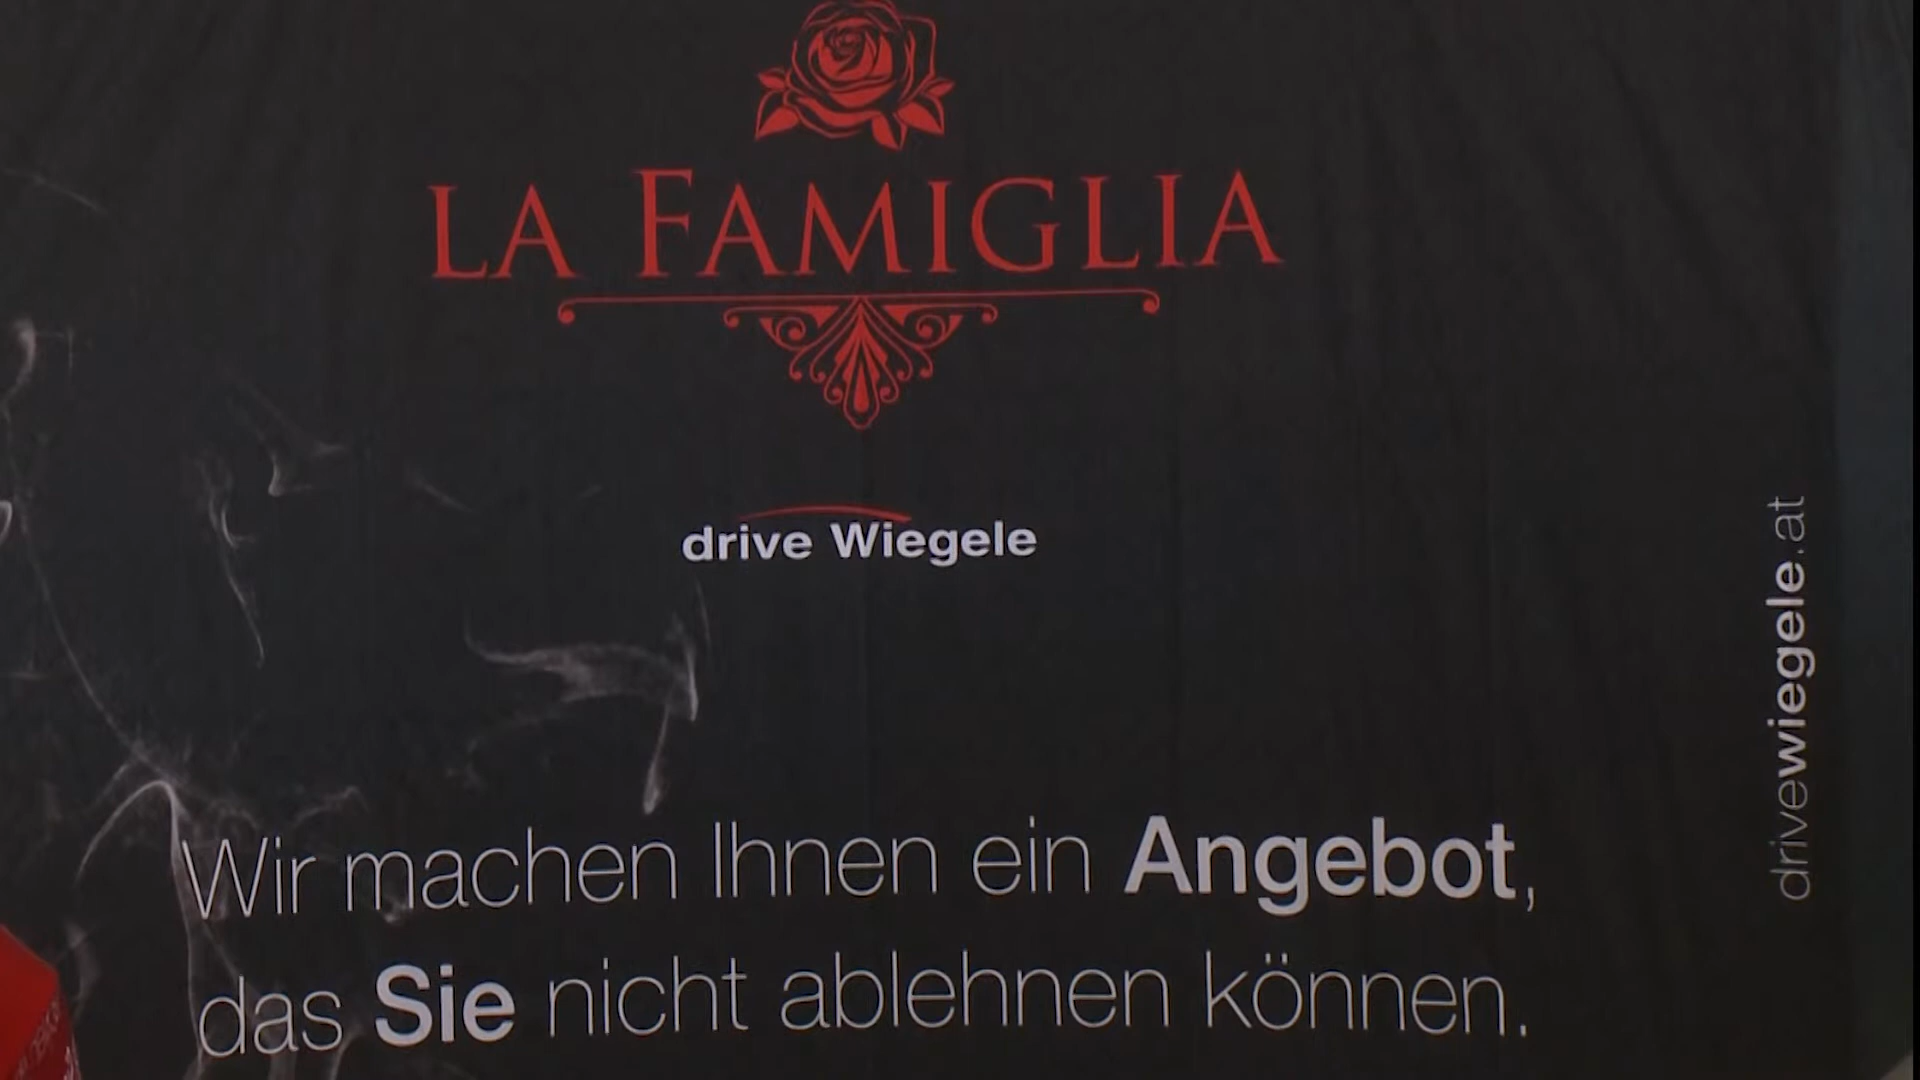 LA FAMIGLIA
drive Wiegele
drivewiegele.at
Wir machen Ihnen ein Angebot,
das Sie nicht ablehnen können.